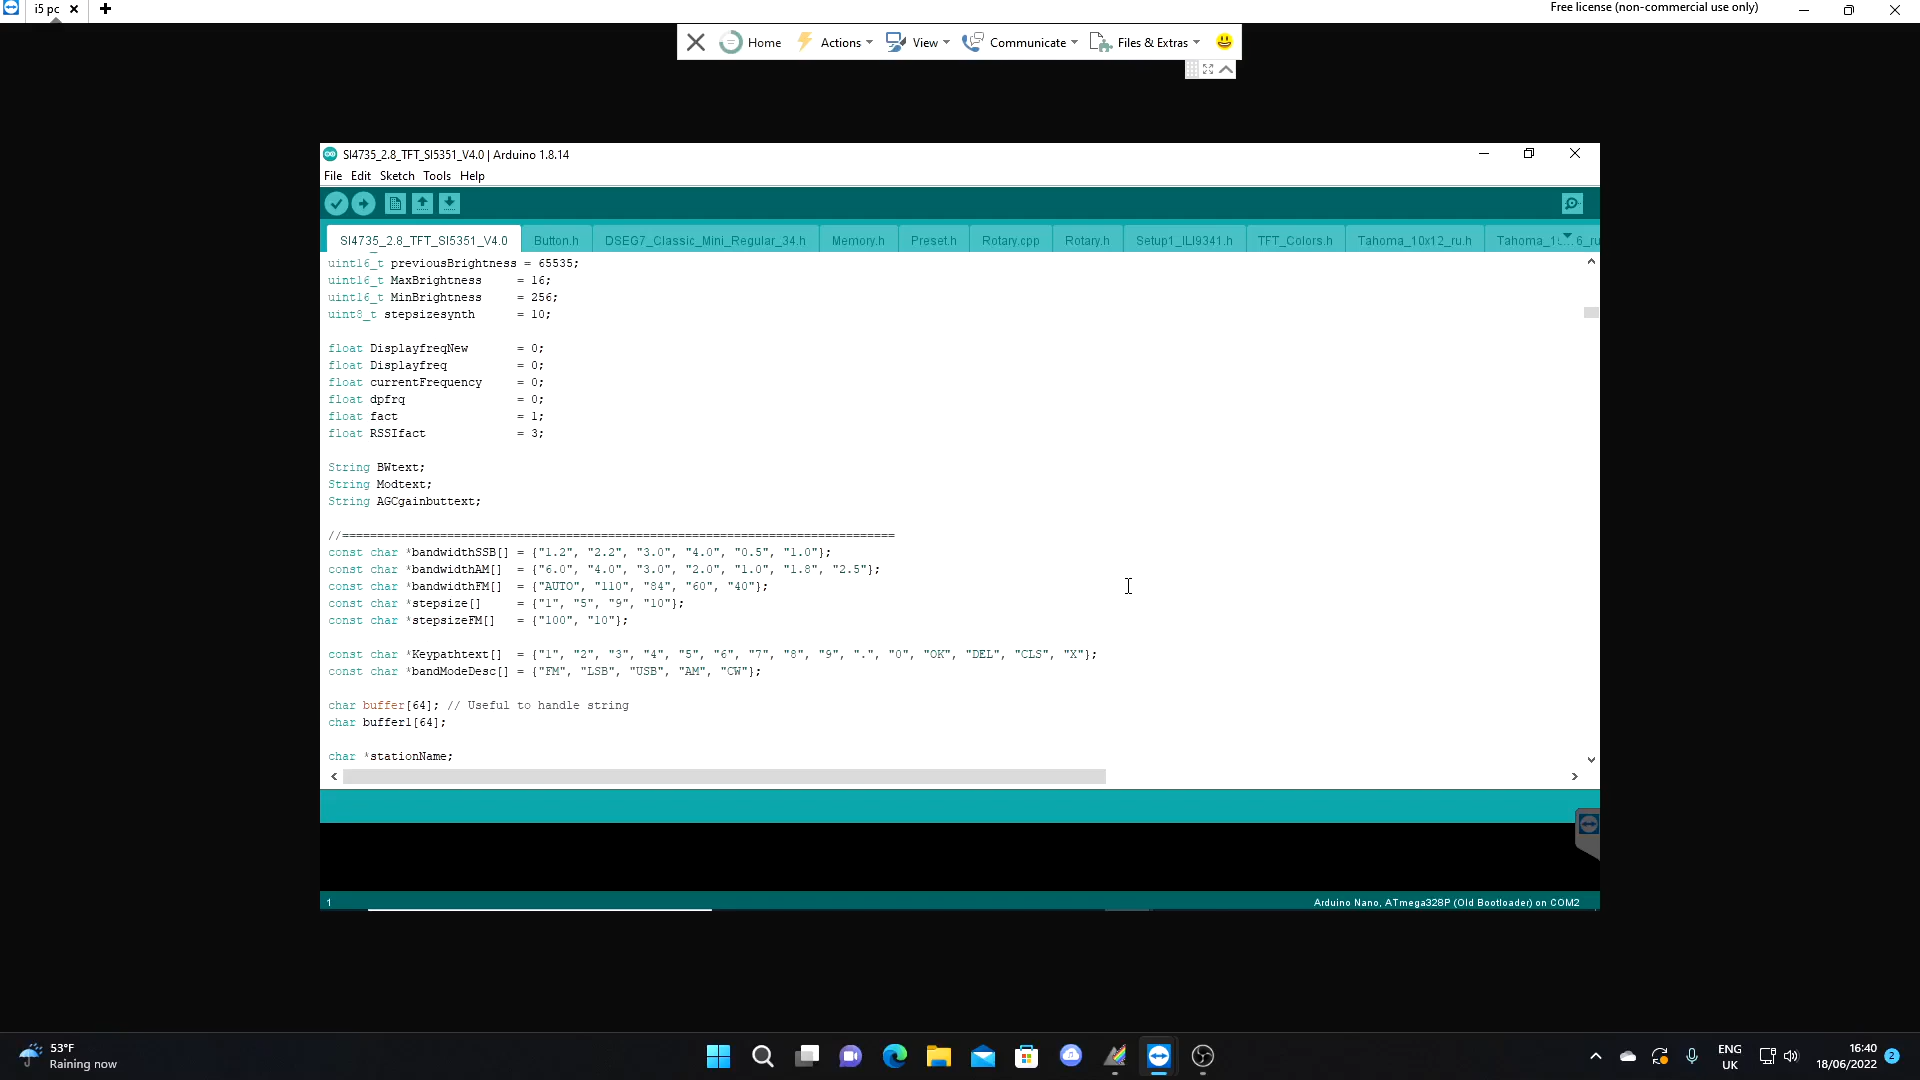 i5 pc
Free license (non-commercial use only)
Home Actions View Communicate Files & Extras
SI4735_2.8_TFT_SI5351_V4.0 | Arduino 1.8.14
File Edit Sketch Tools Help
SI4735_2.8_TFT_SI5351_V4.0 Button.h DSEG7_Classic_Mini_Regular_34.h Memory.h Preset.h Rotary.cpp Rotary.h Setup1_ILI9341.h TFT_Colors.h Tahoma_10x12_ru.h
uint16_t previousBrightness = 65535;
uint16_t MaxBrightness = 16;
uint16_t MinBrightness = 256;
uint8_t stepsizesynth = 10;
float DisplayfreqNew = 0;
float Displayfreq = 0;
float currentFrequency = 0;
float dpfrq = 0;
float fact = 1;
float RSSIfact = 3;
String BWtext;
String Modtext;
String AGCgainbuttext;
//================================================================================
const char *bandwidthSSB[] = {"1.2", "2.2", "3.0", "4.0", "0.5", "1.0"};
const char *bandwidthAM[] = {"6.0", "4.0", "3.0", "2.0", "1.0", "1.8", "2.5"};
const char *bandwidthFM[] = {"AUTO", "110", "84", "60", "40"};
const char *stepsize[] = {"1", "5", "9", "10"};
const char *stepsizeFM[] = {"100", "10"};
const char *Keypathtext[] = {"1", "2", "3", "4", "5", "6", "7", "8", "9", ".", "0", "OK", "DEL", "CLS", "X"};
const char *bandModeDesc[] = {"FM", "LSB", "USB", "AM", "CW"};
char buffer[64]; // Useful to handle string
char buffer1[64];
char *stationName;
1
Arduino Nano, ATmega328P (Old Bootloader) on COM2
53°F
Raining now
ENG
UK
16:40
18/06/2022
2